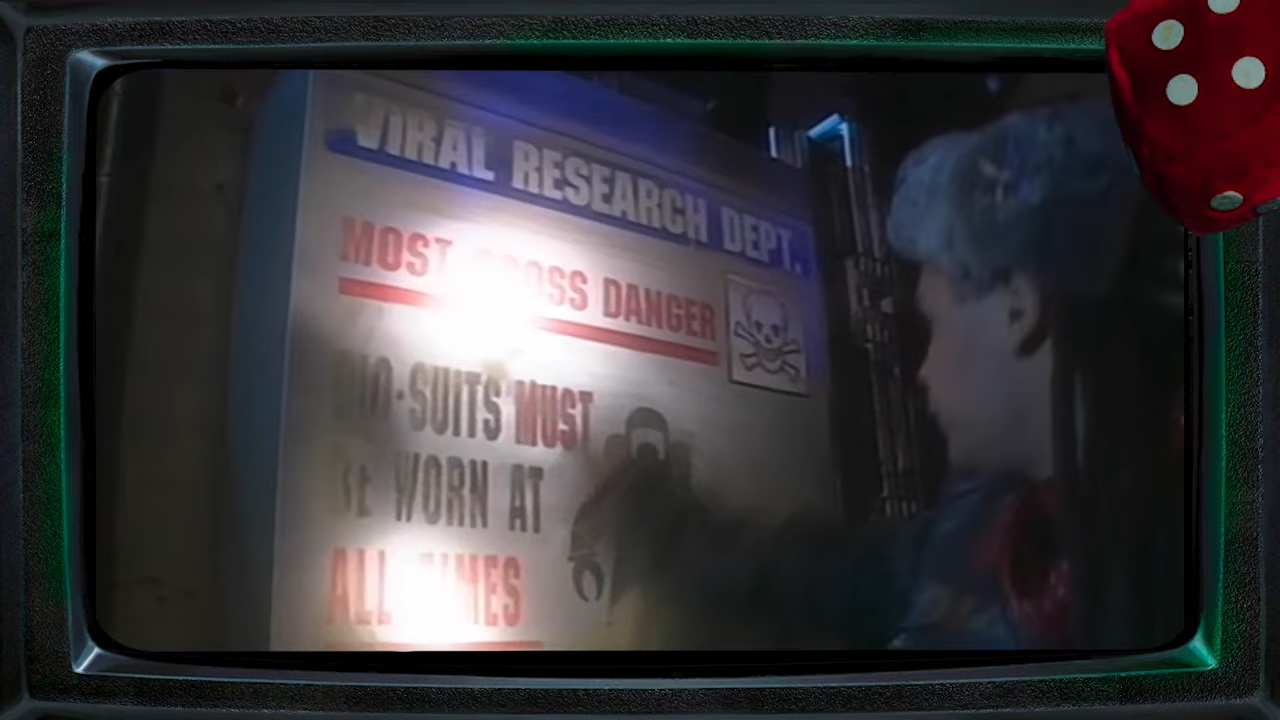 VIRAL RESEARCH DEPT.
MOST DANGER
SUITS MUST
WORN AT
ALL